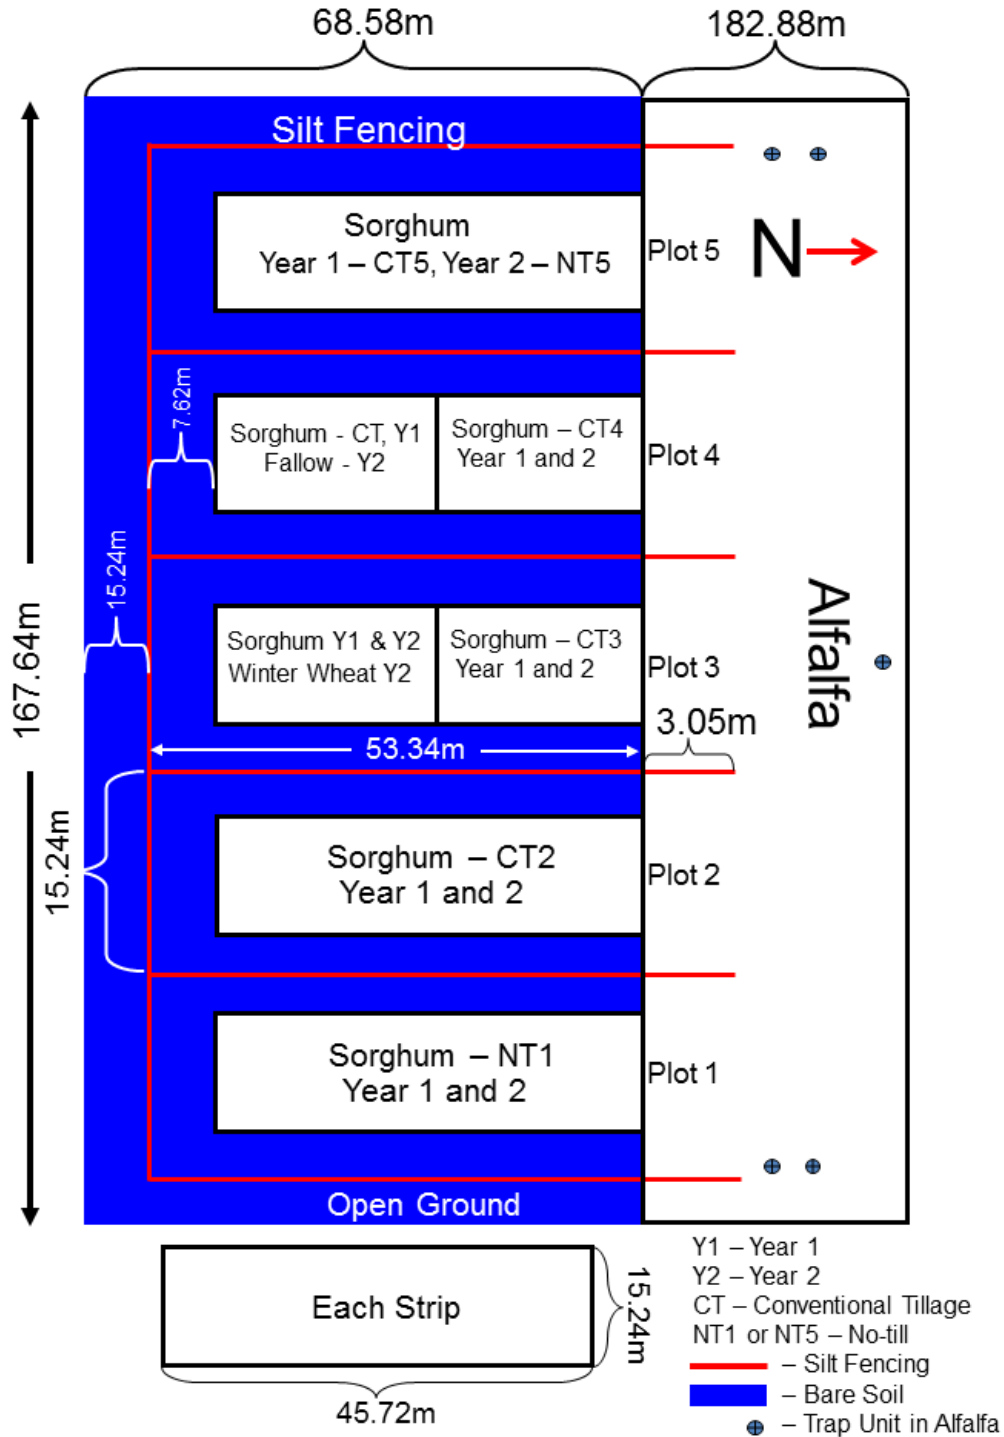 68.58m
182.88m
Silt Fencing
Sorghum
Year 1 – CT5, Year 2 – NT5
Plot 5
N
7.62m
Sorghum - CT, Y1
Fallow - Y2
Sorghum – CT4
Year 1 and 2
Plot 4
15.24m
167.64m
Sorghum Y1 & Y2
Winter Wheat Y2
Sorghum – CT3
Year 1 and 2
Plot 3
Alfalfa
3.05m
53.34m
15.24m
Sorghum – CT2
Year 1 and 2
Plot 2
Sorghum – NT1
Year 1 and 2
Plot 1
Open Ground
Each Strip
15.24m
45.72m
Y1 – Year 1
Y2 – Year 2
CT – Conventional Tillage
NT1 or NT5 – No-till
– Silt Fencing
– Bare Soil
– Trap Unit in Alfalfa